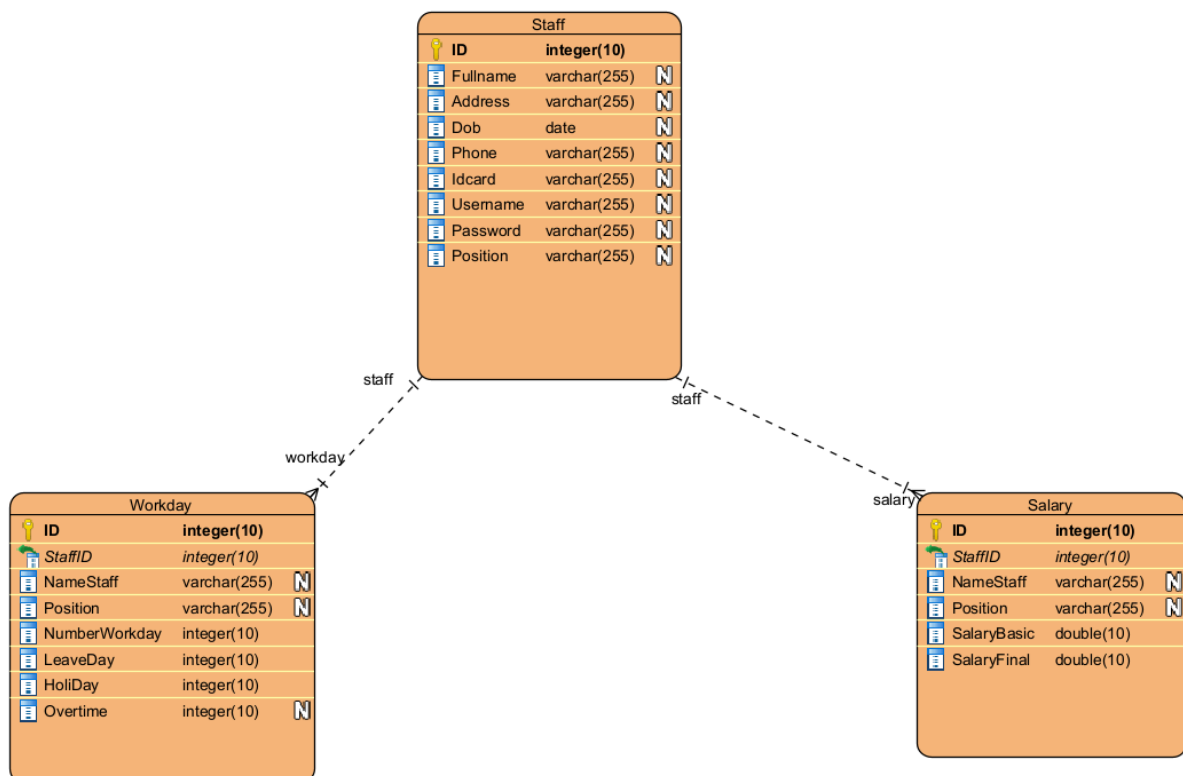 Staff
ID integer(10)
Fullname varchar(255) N
Address varchar(255) N
Dob date N
Phone varchar(255) N
Idcard varchar(255) N
Username varchar(255) N
Password varchar(255) N
Position varchar(255) N
staff
staff
workday
salary
Workday
ID integer(10)
StaffID integer(10)
NameStaff varchar(255) N
Position varchar(255) N
NumberWorkday integer(10)
LeaveDay integer(10)
HoliDay integer(10)
Overtime integer(10) N
Salary
ID integer(10)
StaffID integer(10)
NameStaff varchar(255) N
Position varchar(255) N
SalaryBasic double(10)
SalaryFinal double(10)